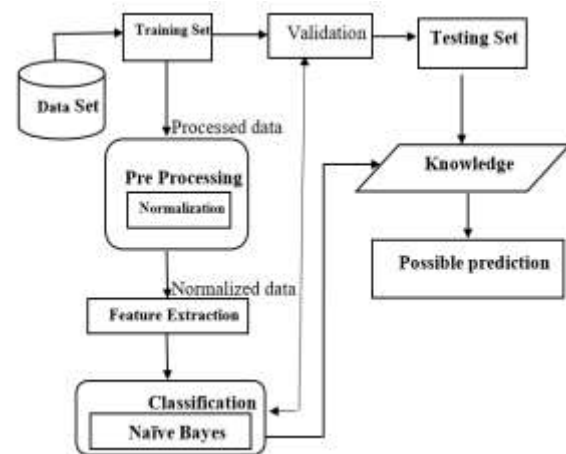 Training Set
Validation
Testing Set
Data Set
Processed data
Pre Processing
Normalization
Knowledge
Normalized data
Possible prediction
Feature Extraction
Classification
Naïve Bayes